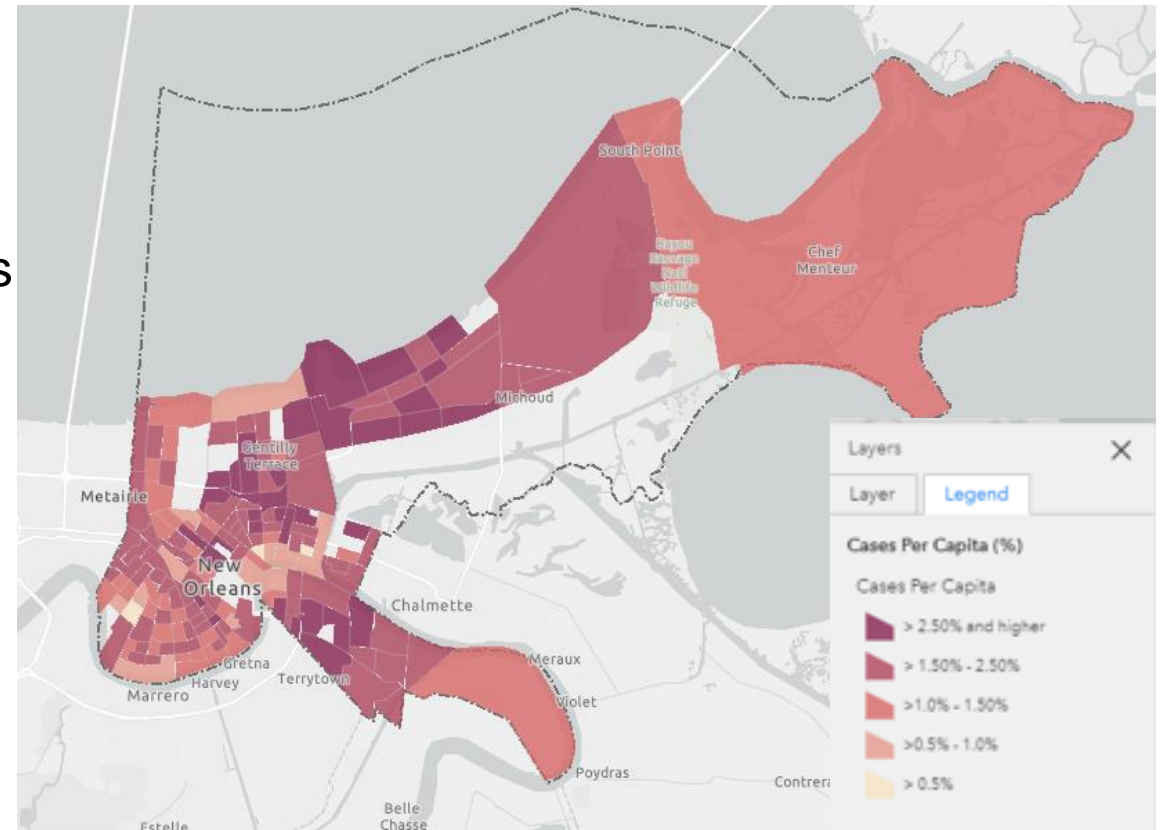 s
South Point
Bayou
Sauvage
Natl
Wildlife
Refuge
Chef
Menteur
Michoud
Gentilly
Terrace
Metairie
New
Orleans
Chalmette
Gretna
Harvey
Marrero
Terrytown
Meraux
Violet
Poydras
Belle
Chasse
Estelle
Contrera
Layers
Layer
Legend
Cases Per Capita (%)
Cases Per Capita
> 2.50% and higher
> 1.50% - 2.50%
>1.0% - 1.50%
>0.5% - 1.0%
> 0.5%